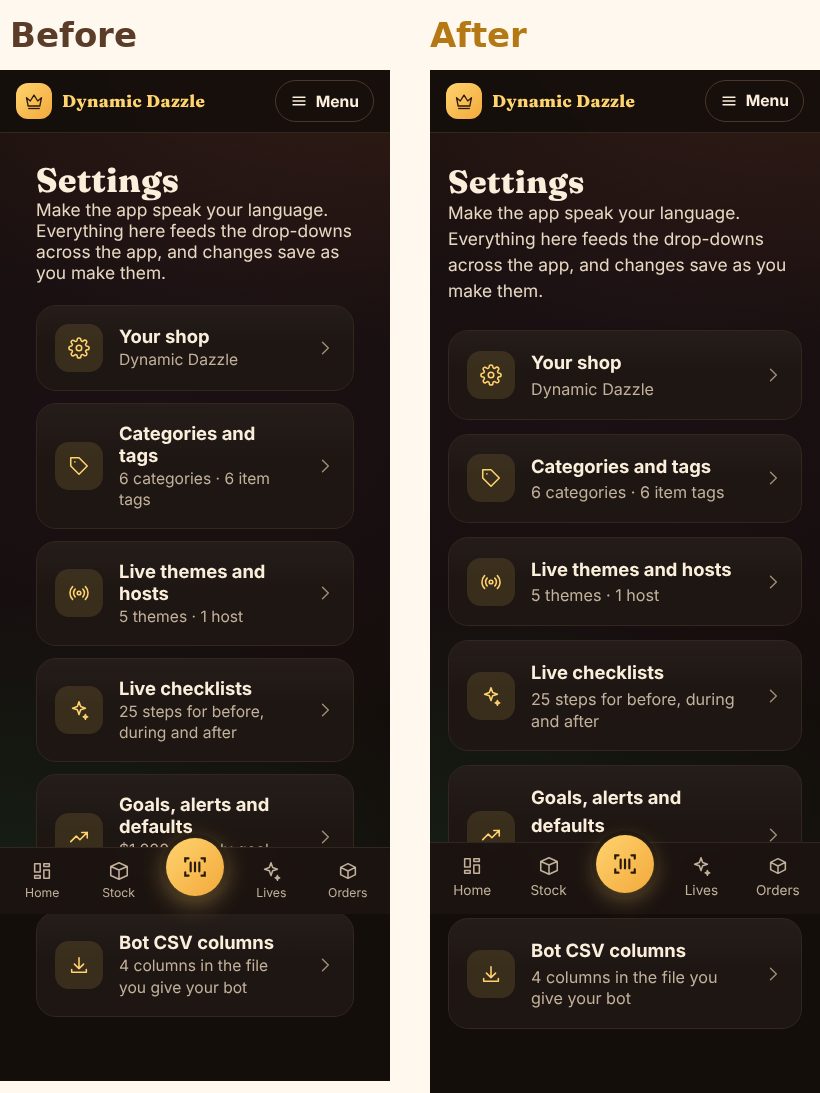 Before
Dynamic Dazzle
Menu
Settings
Make the app speak your language.
Everything here feeds the drop-downs
across the app, and changes save as
you make them.
Your shop
Dynamic Dazzle
Categories and
tags
6 categories · 6 item
tags
Live themes and
hosts
5 themes · 1 host
Live checklists
25 steps for before,
during and after
Goals, alerts and
defaults
Home
Stock
Lives
Orders
Bot CSV columns
4 columns in the file
you give your bot
After
Dynamic Dazzle
Menu
Settings
Make the app speak your language.
Everything here feeds the drop-downs
across the app, and changes save as you
make them.
Your shop
Dynamic Dazzle
Categories and tags
6 categories · 6 item tags
Live themes and hosts
5 themes · 1 host
Live checklists
25 steps for before, during
and after
Goals, alerts and
defaults
Home
Stock
Lives
Orders
Bot CSV columns
4 columns in the file you
give your bot